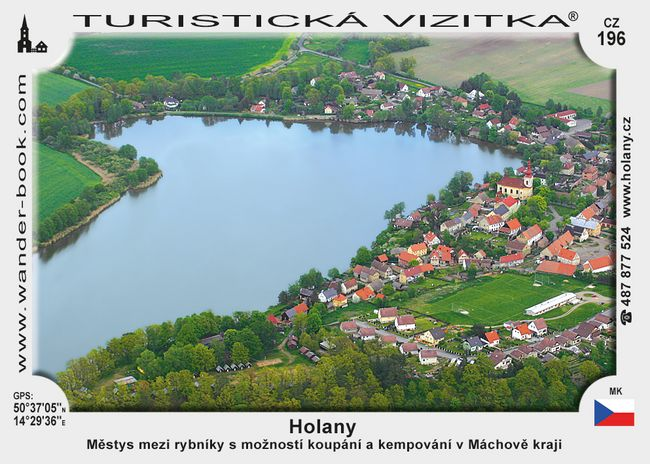 TURISTICKÁ VIZITKA®
CZ
196
www.wander-book.com
www.holany.cz
☎ 487 877 524
GPS:
50°37'05"N
14°29'36"E
MK
Holany
Městys mezi rybníky s možností koupání a kempování v Máchově kraji